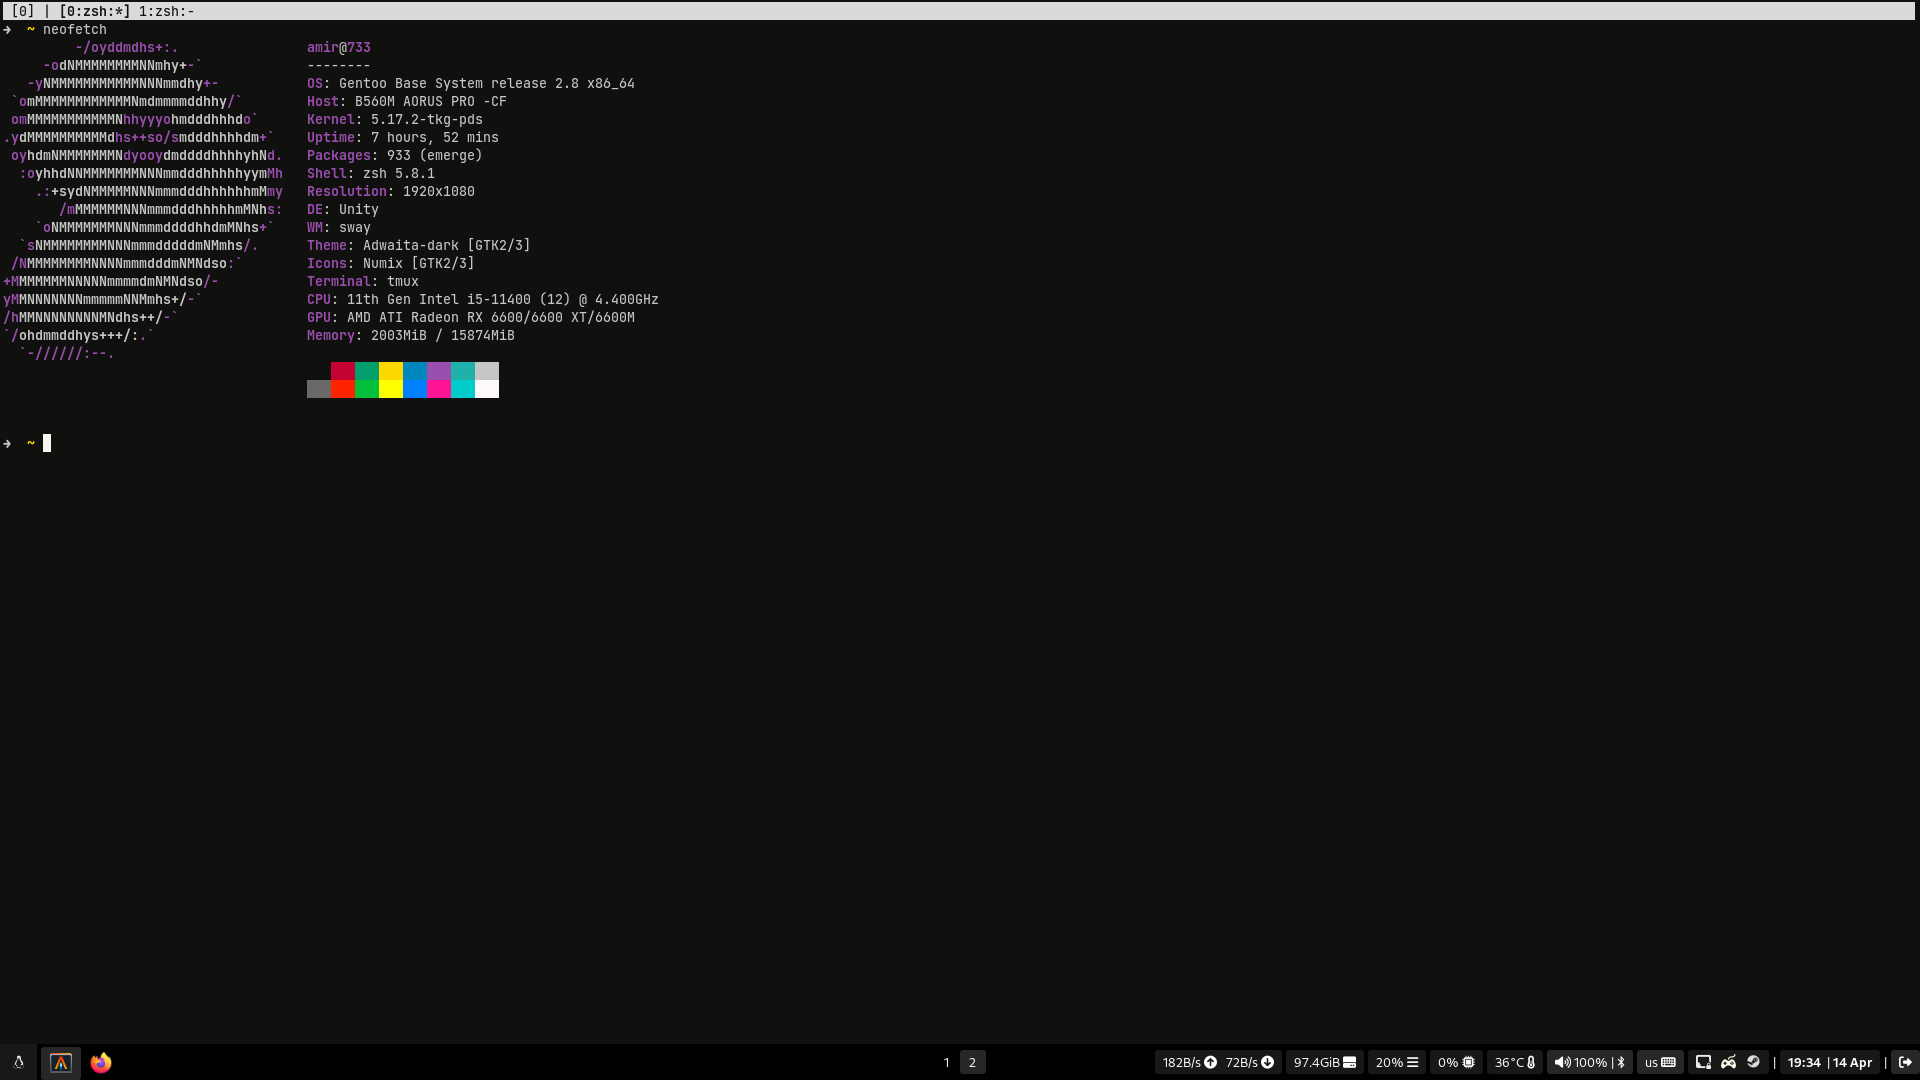 [0] | [0:zsh:*] 1:zsh:-
➜  ~ neofetch
         -/oyddmdhs+:.                amir@733
     -odNMMMMMMMMNNmhy+-`             --------
   -yNMMMMMMMMMMMNNNmmdhy+-           OS: Gentoo Base System release 2.8 x86_64
 `omMMMMMMMMMMMMNmdmmmmddhhy/`        Host: B560M AORUS PRO -CF
 omMMMMMMMMMMMNhhyyyohmdddhhhdo`      Kernel: 5.17.2-tkg-pds
.ydMMMMMMMMMMdhs++so/smdddhhhhdm+`    Uptime: 7 hours, 52 mins
 oyhdmNMMMMMMMNdyooydmddddhhhhyhNd.   Packages: 933 (emerge)
  :oyhhdNNMMMMMMMNNNmmdddhhhhhyymMh   Shell: zsh 5.8.1
    .:+sydNMMMMMNNNmmmdddhhhhhhmMmy   Resolution: 1920x1080
       /mMMMMMMNNNmmmdddhhhhhmMNhs:   DE: Unity
    `oNMMMMMMMNNNmmmddddhhdmMNhs+`    WM: sway
  `sNMMMMMMMMNNNmmmdddddmNMmhs/.      Theme: Adwaita-dark [GTK2/3]
 /NMMMMMMMMNNNNmmmdddmNMNdso:`        Icons: Numix [GTK2/3]
+MMMMMMMNNNNNmmmmdmNMNdso/-           Terminal: tmux
yMMNNNNNNNmmmmmNNMmhs+/-`             CPU: 11th Gen Intel i5-11400 (12) @ 4.400GHz
/hMMNNNNNNNNMNdhs++/-`                GPU: AMD ATI Radeon RX 6600/6600 XT/6600M
`/ohdmmddhys+++/:.`                   Memory: 2003MiB / 15874MiB
  `-//////:--.
➜  ~
1 2 182B/s 72B/s 97.4GiB 20% 0% 36°C 100% | us | 19:34 | 14 Apr |